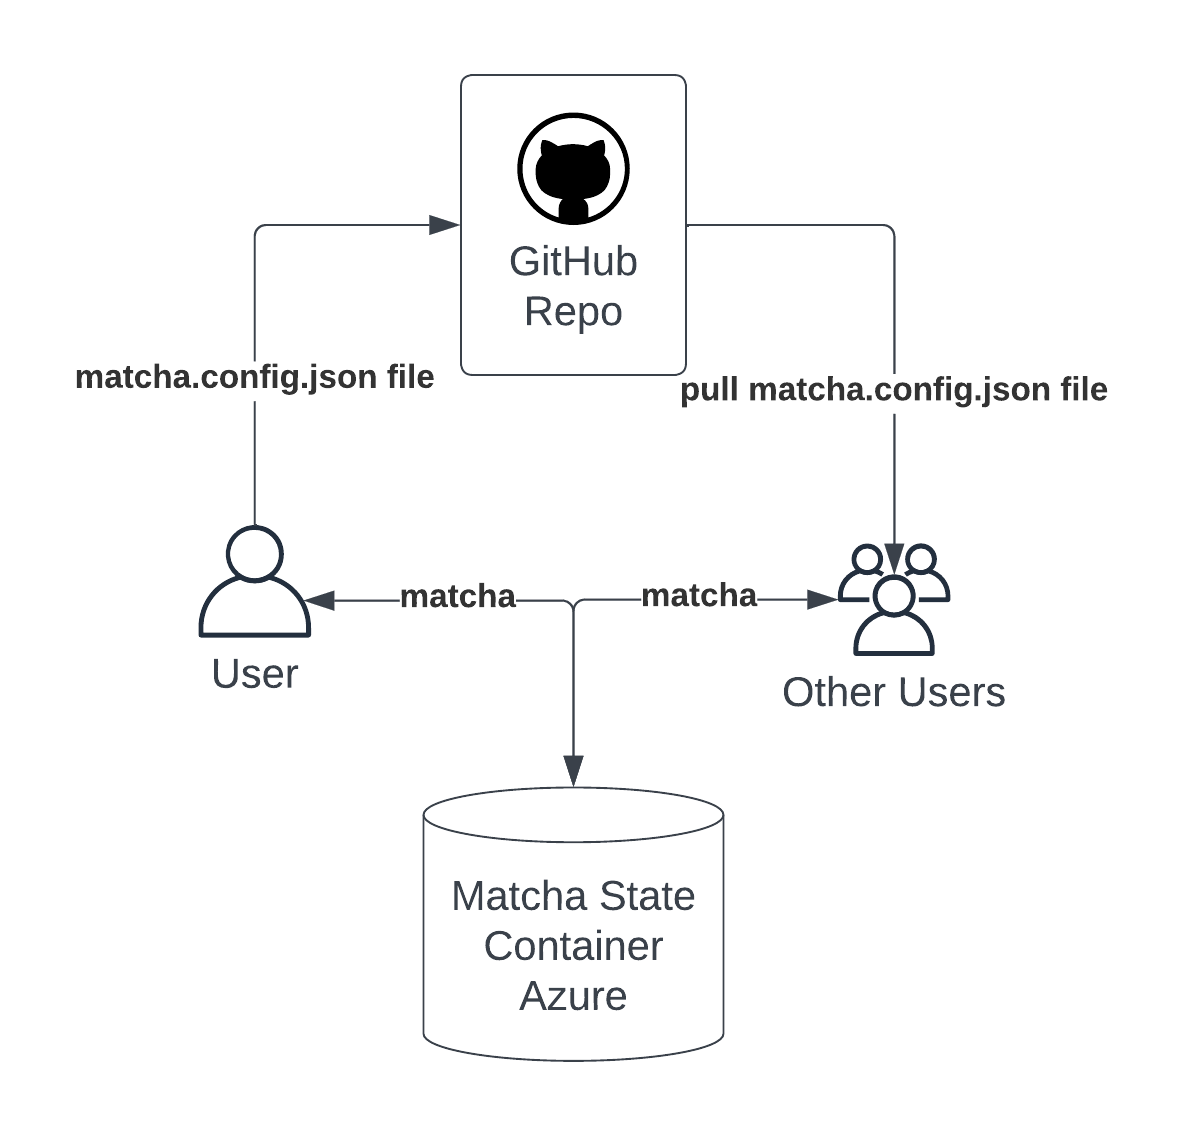 GitHub
Repo
matcha.config.json file
pull matcha.config.json file
matcha
matcha
User
Other Users
Matcha State
Container
Azure